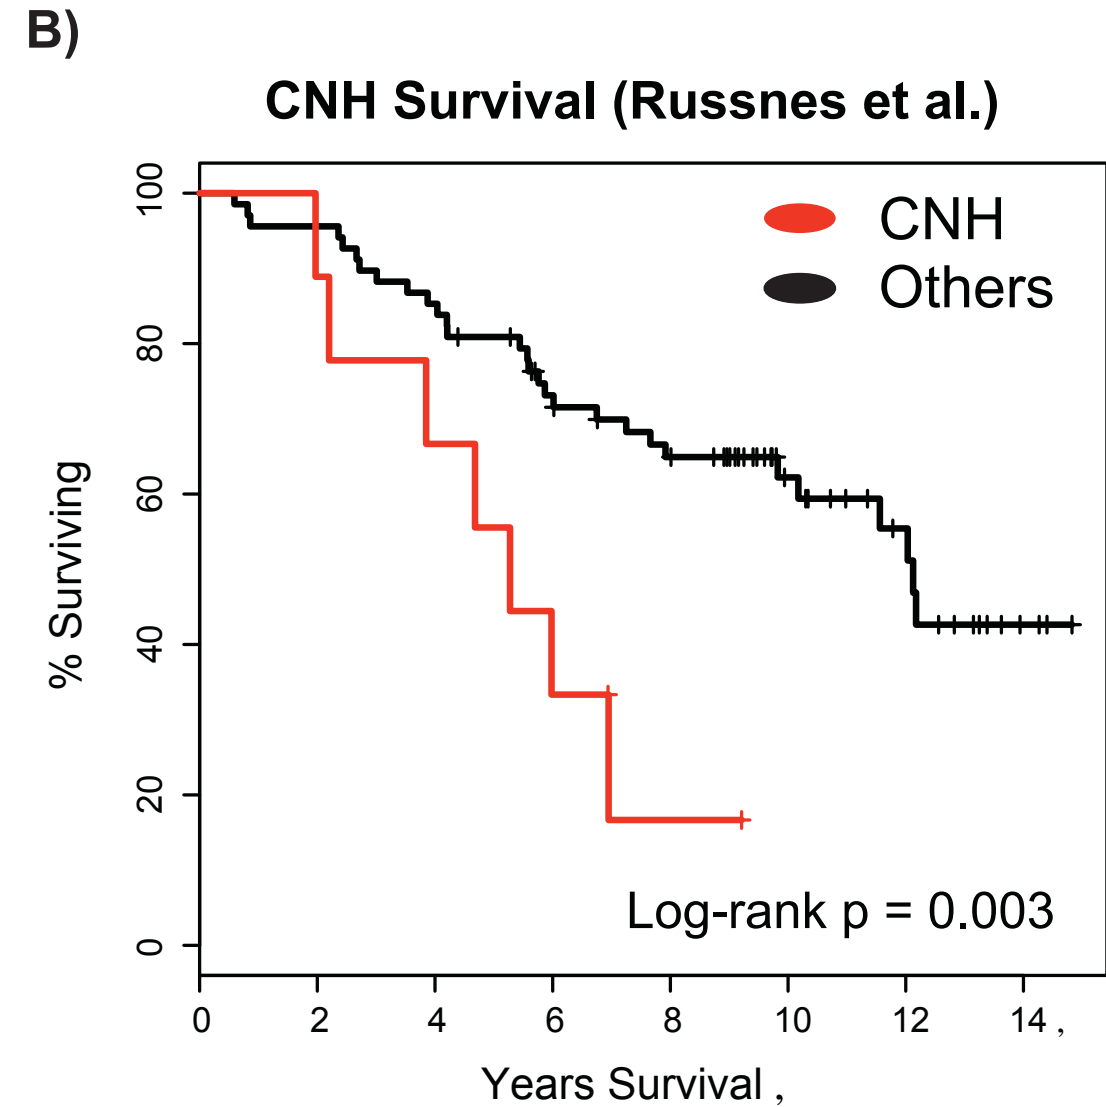 B)
CNH Survival (Russnes et al.)
CNH
Others
% Surviving
100
80
60
40
20
0
Log-rank p = 0.003
0 2 4 6 8 10 12 14 ,
Years Survival ,